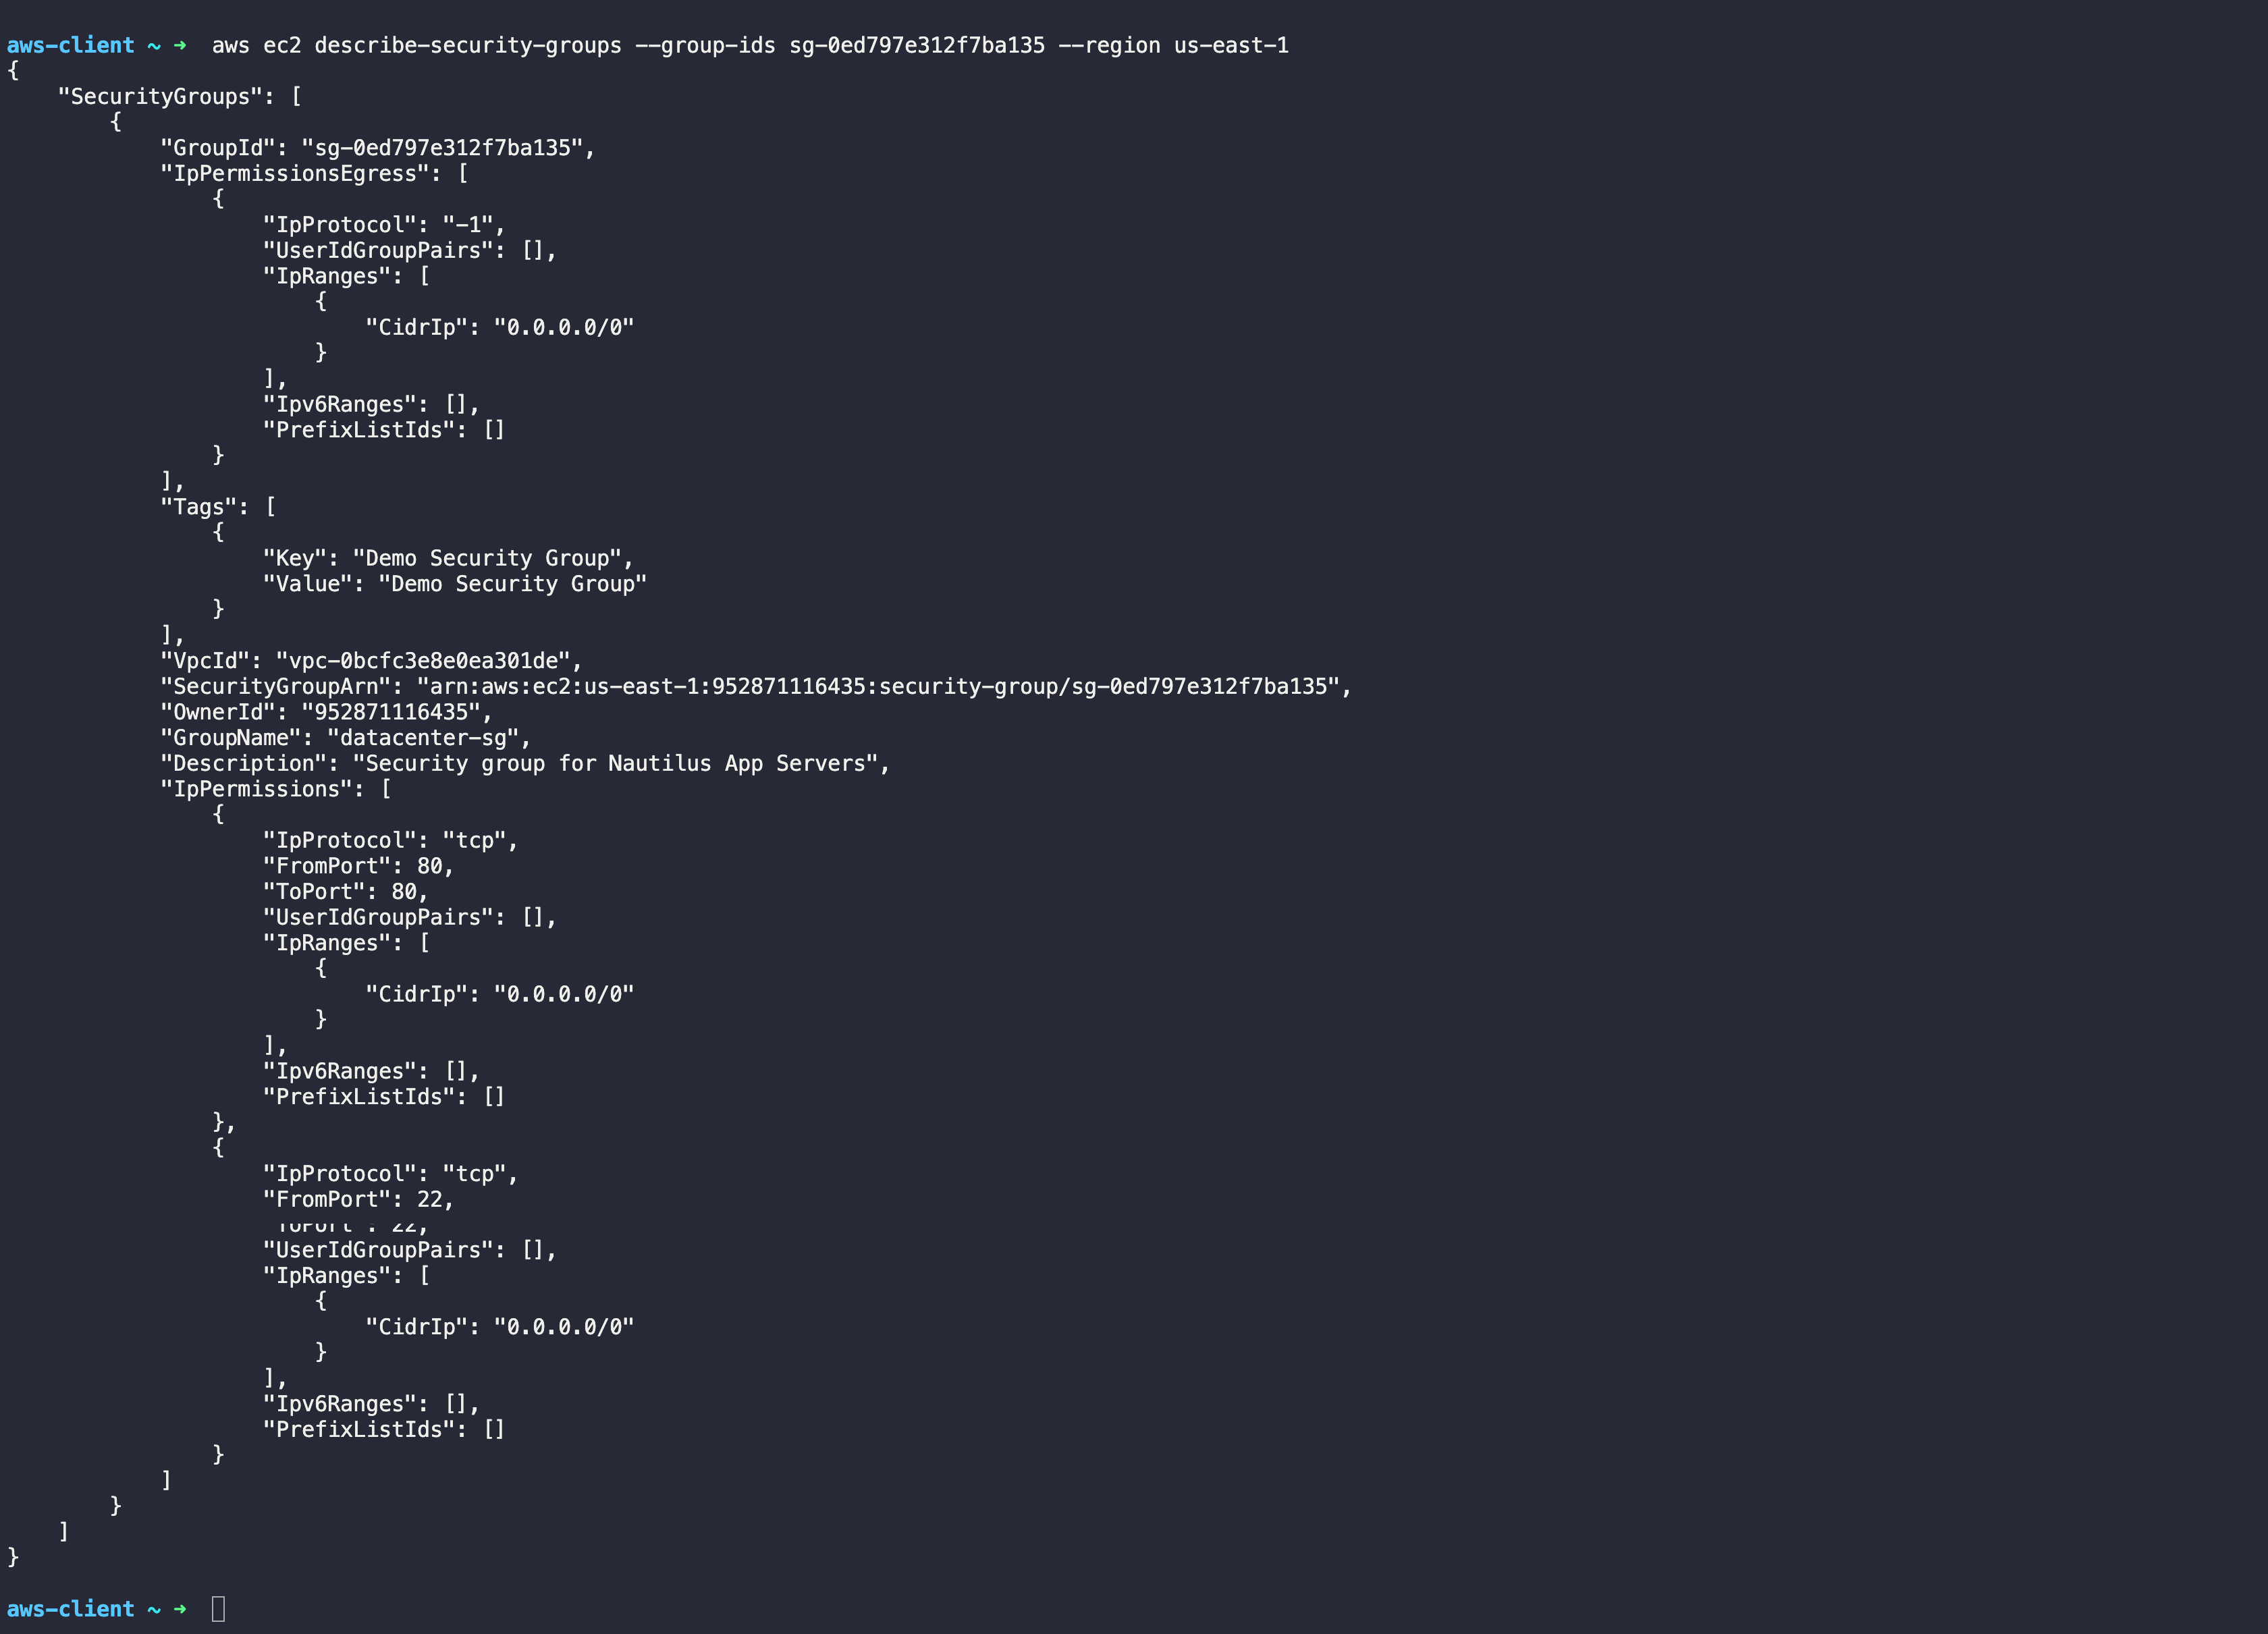 aws-client ~ ➜  aws ec2 describe-security-groups --group-ids sg-0ed797e312f7ba135 --region us-east-1
{
    "SecurityGroups": [
        {
            "GroupId": "sg-0ed797e312f7ba135",
            "IpPermissionsEgress": [
                {
                    "IpProtocol": "-1",
                    "UserIdGroupPairs": [],
                    "IpRanges": [
                        {
                            "CidrIp": "0.0.0.0/0"
                        }
                    ],
                    "Ipv6Ranges": [],
                    "PrefixListIds": []
                }
            ],
            "Tags": [
                {
                    "Key": "Demo Security Group",
                    "Value": "Demo Security Group"
                }
            ],
            "VpcId": "vpc-0bcfc3e8e0ea301de",
            "SecurityGroupArn": "arn:aws:ec2:us-east-1:952871116435:security-group/sg-0ed797e312f7ba135",
            "OwnerId": "952871116435",
            "GroupName": "datacenter-sg",
            "Description": "Security group for Nautilus App Servers",
            "IpPermissions": [
                {
                    "IpProtocol": "tcp",
                    "FromPort": 80,
                    "ToPort": 80,
                    "UserIdGroupPairs": [],
                    "IpRanges": [
                        {
                            "CidrIp": "0.0.0.0/0"
                        }
                    ],
                    "Ipv6Ranges": [],
                    "PrefixListIds": []
                },
                {
                    "IpProtocol": "tcp",
                    "FromPort": 22,
                    "ToPort": 22,
                    "UserIdGroupPairs": [],
                    "IpRanges": [
                        {
                            "CidrIp": "0.0.0.0/0"
                        }
                    ],
                    "Ipv6Ranges": [],
                    "PrefixListIds": []
                }
            ]
        }
    ]
}
aws-client ~ ➜